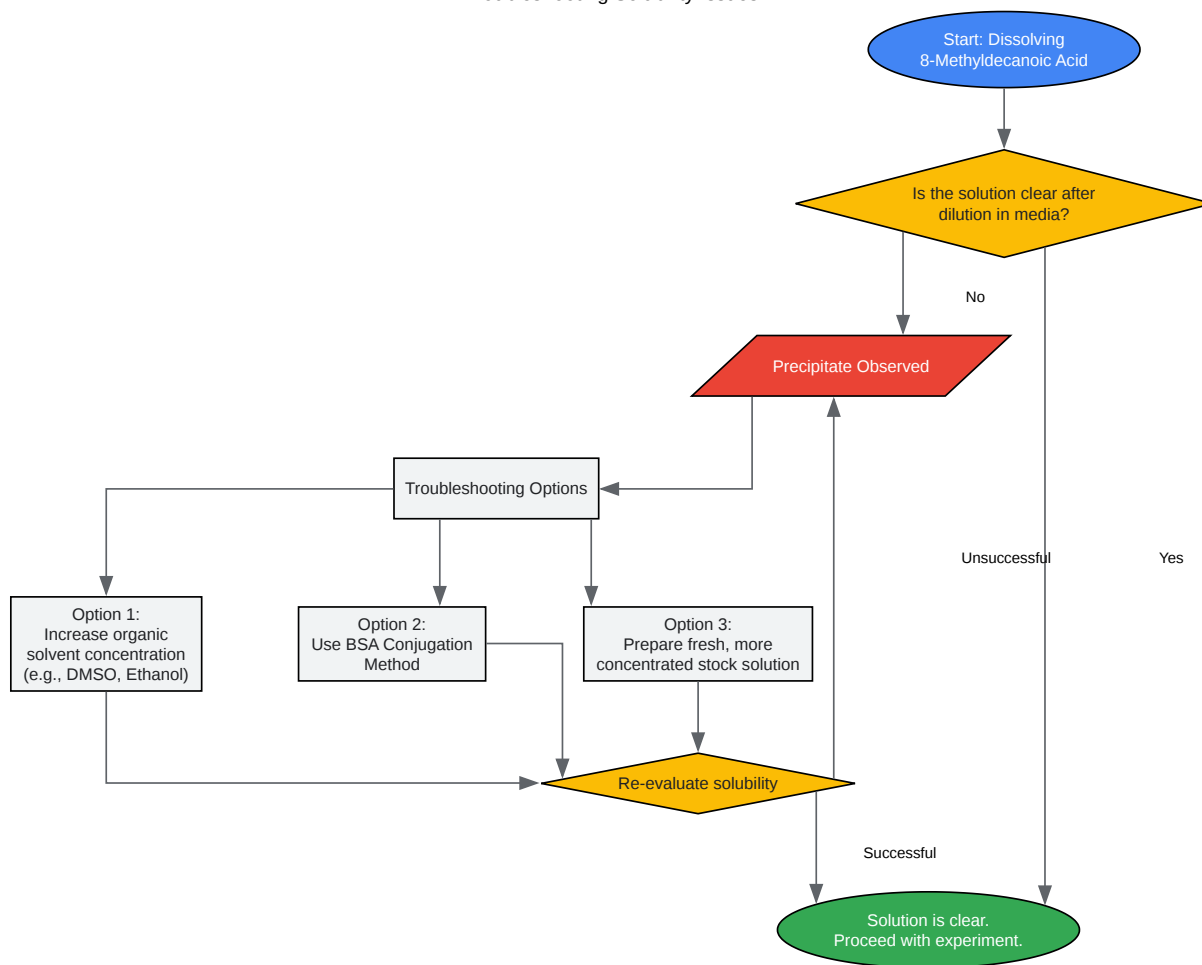 Start: Dissolving
8-Methyldecanoic Acid
Is the solution clear after
dilution in media?
No
Precipitate Observed
Troubleshooting Options
Unsuccessful
Yes
Option 1:
Increase organic
solvent concentration
(e.g., DMSO, Ethanol)
Option 2:
Use BSA Conjugation
Method
Option 3:
Prepare fresh, more
concentrated stock solution
Re-evaluate solubility
Successful
Solution is clear.
Proceed with experiment.